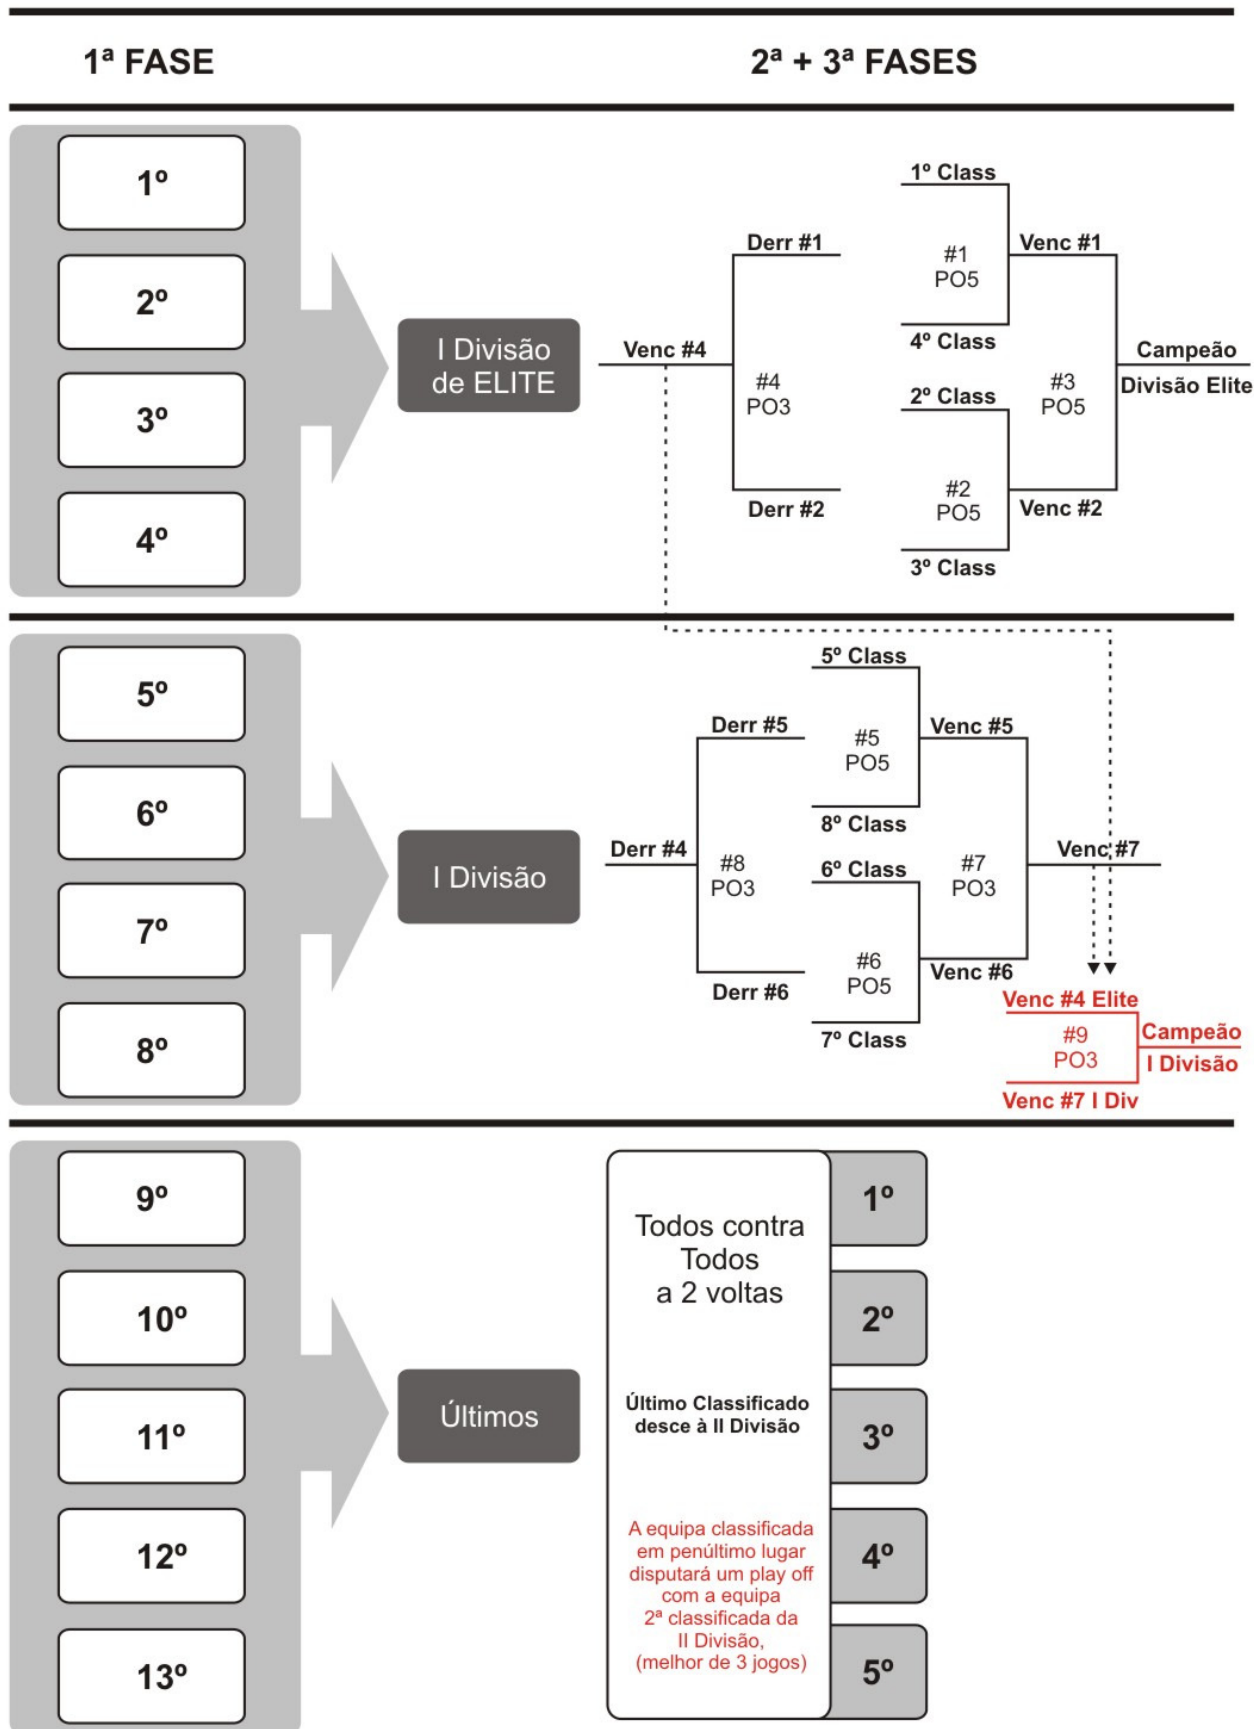 1ª FASE
2ª + 3ª FASES
1º
2º
3º
4º
I Divisão
de ELITE
Venc #4
Derr #1
#4
PO3
Derr #2
1º Class
#1
PO5
4º Class
2º Class
#2
PO5
3º Class
Venc #1
#3
PO5
Venc #2
Campeão
Divisão Elite
5º
6º
7º
8º
I Divisão
Derr #4
Derr #5
#8
PO3
Derr #6
5º Class
#5
PO5
8º Class
6º Class
#6
PO5
7º Class
Venc #5
#7
PO3
Venc #6
Venc #7
Venc #4 Elite
#9
PO3
Venc #7 I Div
Campeão
I Divisão
9º
10º
11º
12º
13º
Últimos
Todos contra
Todos
a 2 voltas
Último Classificado
desce à II Divisão
A equipa classificada
em penúltimo lugar
disputará um play off
com a equipa
2ª classificada da
II Divisão,
(melhor de 3 jogos)
1º
2º
3º
4º
5º